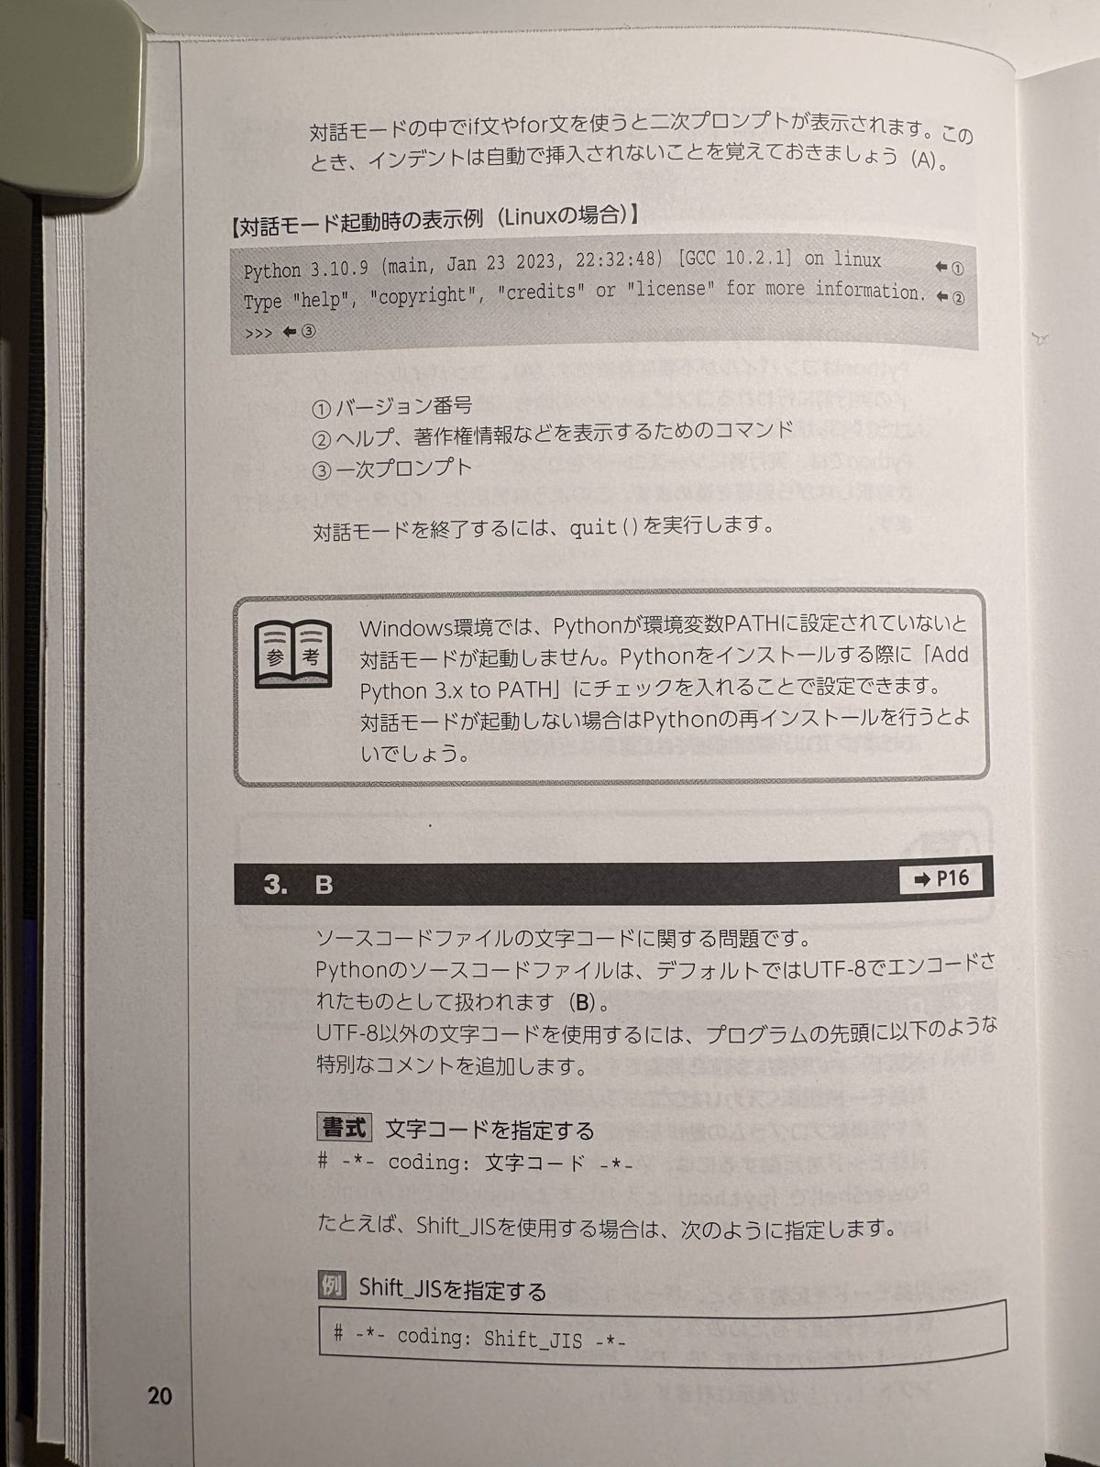 対話モードの中でif文やfor文を使うと二次プロンプトが表示されます。この
とき、インデントは自動で挿入されないことを覚えておきましょう（A）。
【対話モード起動時の表示例（Linuxの場合）】
Python 3.10.9 (main, Jan 23 2023, 22:32:48) [GCC 10.2.1] on linux ←①
Type "help", "copyright", "credits" or "license" for more information. ←②
>>> ←③
①バージョン番号
②ヘルプ、著作権情報などを表示するためのコマンド
③一次プロンプト
対話モードを終了するには、quit()を実行します。
参考
Windows環境では、Pythonが環境変数PATHに設定されていないと
対話モードが起動しません。Pythonをインストールする際に「Add
Python 3.x to PATH」にチェックを入れることで設定できます。
対話モードが起動しない場合はPythonの再インストールを行うとよ
いでしょう。
3. B ➡ P16
ソースコードファイルの文字コードに関する問題です。
Pythonのソースコードファイルは、デフォルトではUTF-8でエンコードさ
れたものとして扱われます（B）。
UTF-8以外の文字コードを使用するには、プログラムの先頭に以下のような
特別なコメントを追加します。
書式 文字コードを指定する
# -*- coding: 文字コード -*-
たとえば、Shift_JISを使用する場合は、次のように指定します。
例 Shift_JISを指定する
# -*- coding: Shift_JIS -*-
20